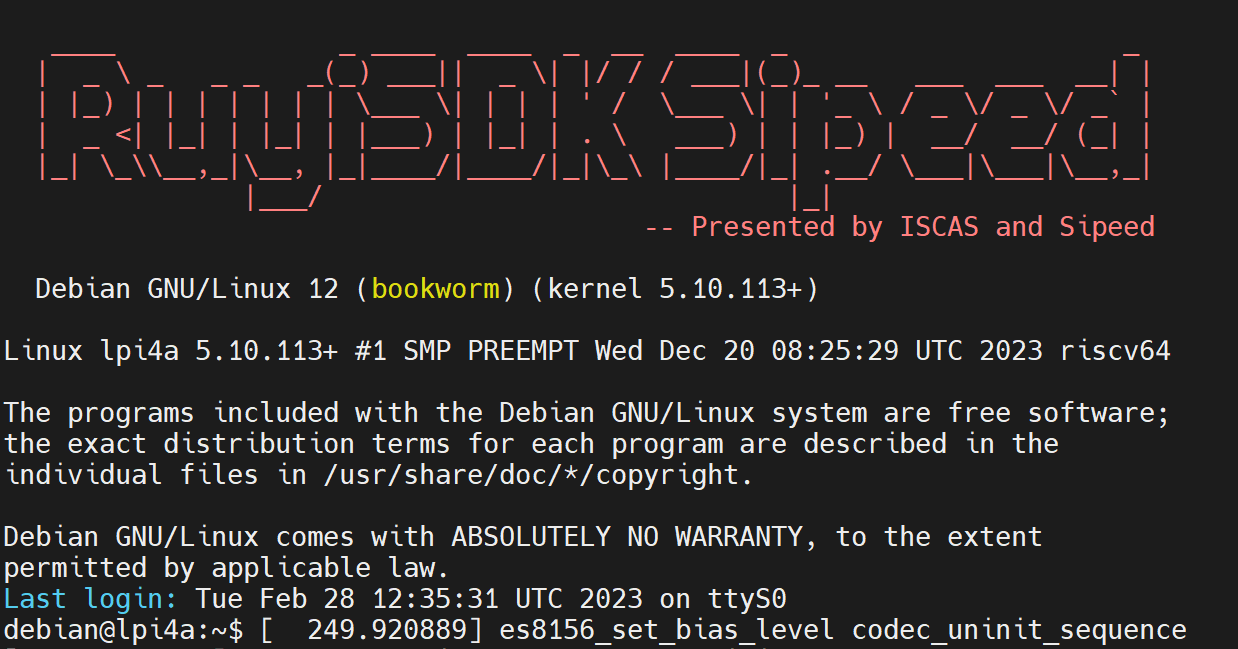 RuyiSDK Sipeed
-- Presented by ISCAS and Sipeed
Debian GNU/Linux 12 (bookworm) (kernel 5.10.113+)
Linux lpi4a 5.10.113+ #1 SMP PREEMPT Wed Dec 20 08:25:29 UTC 2023 riscv64
The programs included with the Debian GNU/Linux system are free software;
the exact distribution terms for each program are described in the
individual files in /usr/share/doc/*/copyright.
Debian GNU/Linux comes with ABSOLUTELY NO WARRANTY, to the extent
permitted by applicable law.
Last login: Tue Feb 28 12:35:31 UTC 2023 on ttyS0
debian@lpi4a:~$ [  249.920889] es8156_set_bias_level codec_uninit_sequence